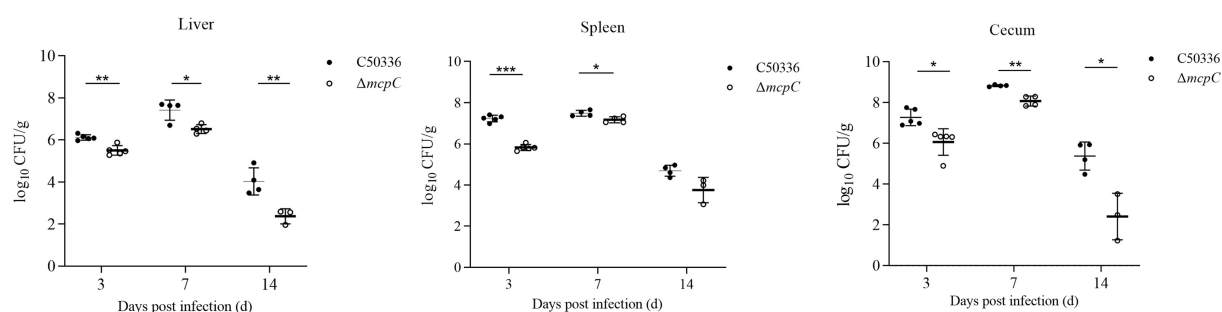 Liver
log₁₀ CFU/g
10
8
6
4
2
0
**
*
**
C50336
ΔmcpC
3
7
14
Days post infection (d)
Spleen
log₁₀ CFU/g
10
8
6
4
2
0
***
*
C50336
ΔmcpC
3
7
14
Days post infection (d)
Cecum
log₁₀ CFU/g
10
8
6
4
2
0
*
**
*
C50336
ΔmcpC
3
7
14
Days post infection (d)